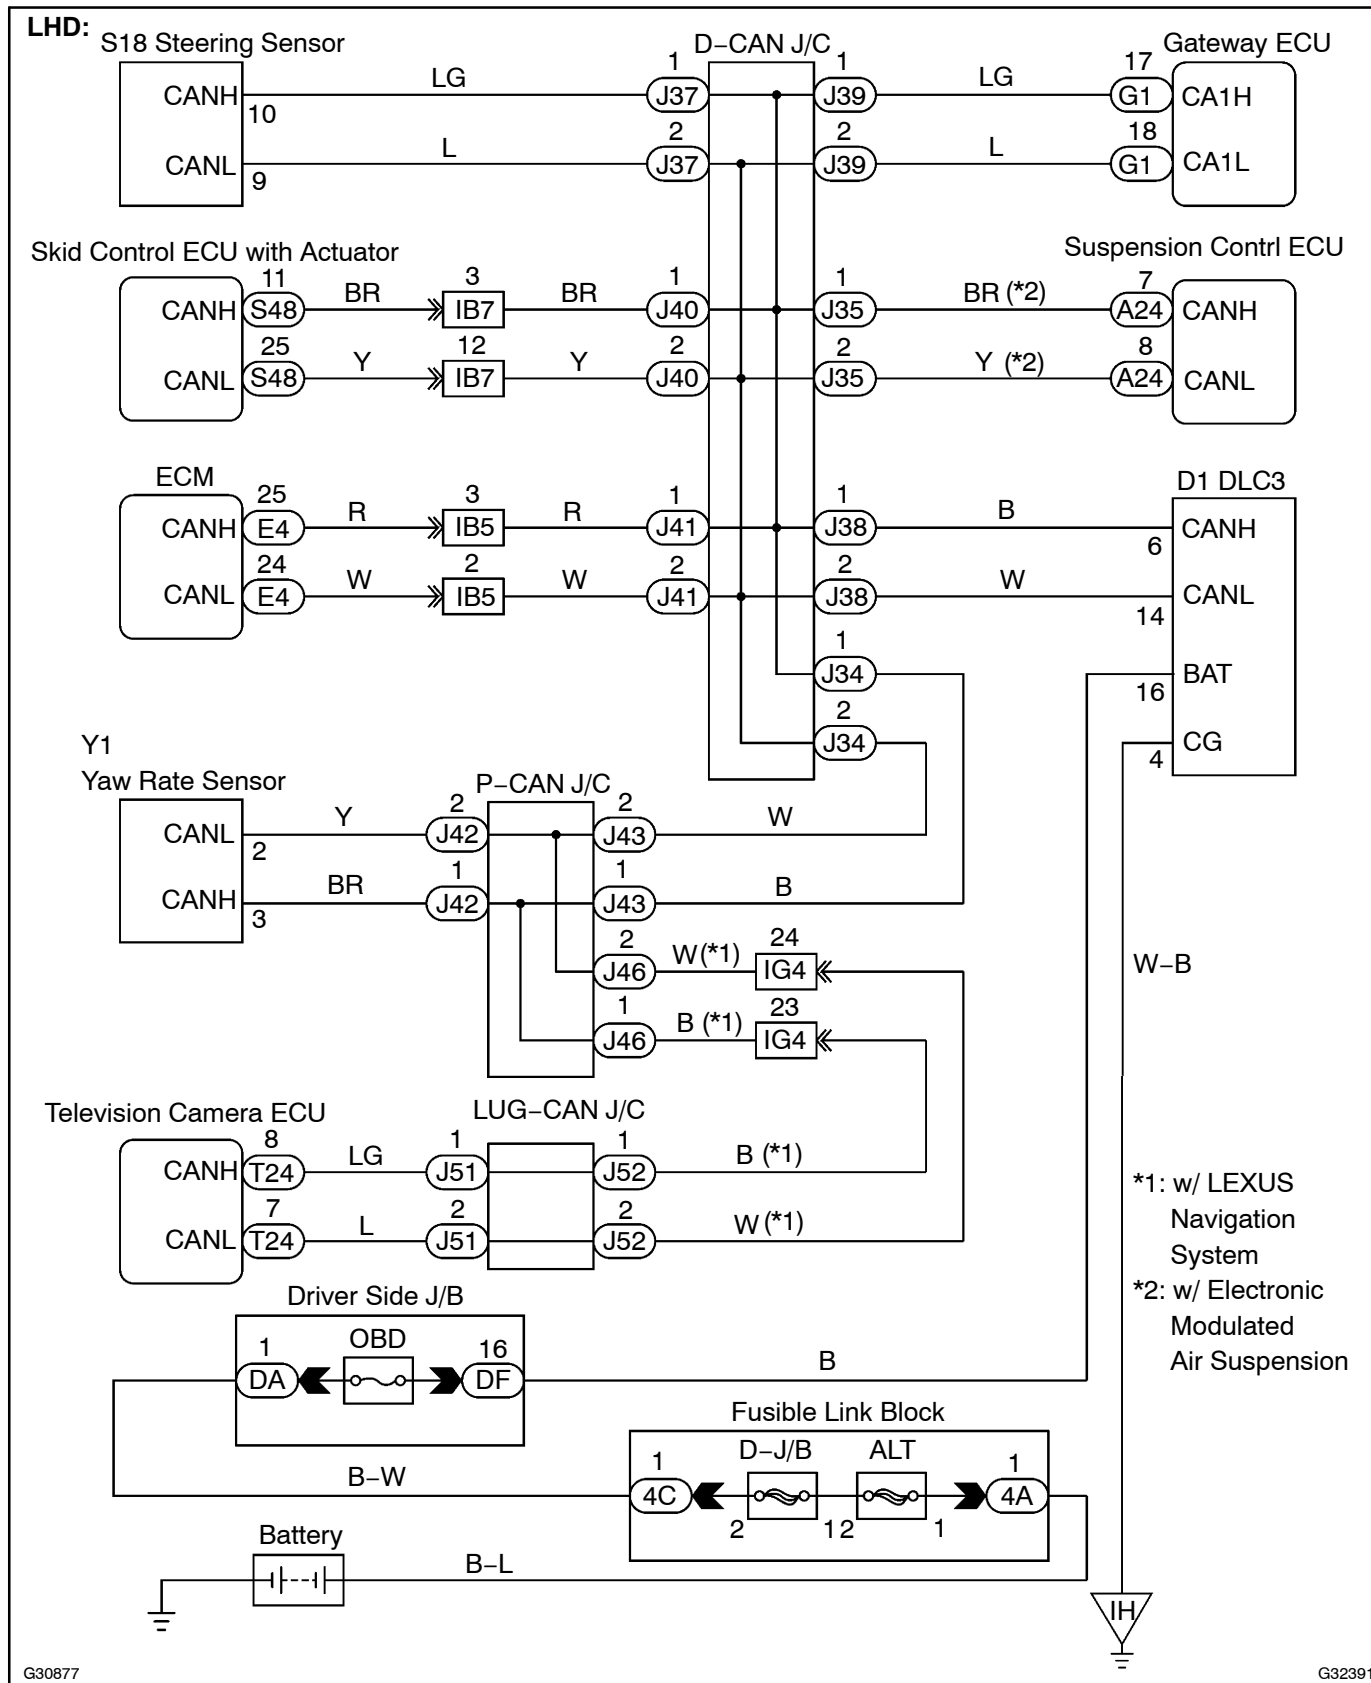 LHD:
S18 Steering Sensor
D-CAN J/C
Gateway ECU
CANH
10
LG
1
J37
1
J39
LG
17
G1
CA1H
CANL
9
L
2
J37
2
J39
L
18
G1
CA1L
Skid Control ECU with Actuator
Suspension Contrl ECU
CANH
11
S48
BR
3
IB7
BR
1
J40
1
J35
BR (*2)
7
A24
CANH
CANL
25
S48
Y
12
IB7
Y
2
J40
2
J35
Y (*2)
8
A24
CANL
ECM
D1 DLC3
CANH
25
E4
R
3
IB5
R
1
J41
1
J38
B
6
CANH
CANL
24
E4
W
2
IB5
W
2
J41
2
J38
W
14
CANL
1
J34
16
BAT
2
J34
4
CG
Y1
Yaw Rate Sensor
P-CAN J/C
CANL
2
Y
2
J42
2
J43
W
CANH
3
BR
1
J42
1
J43
B
2
J46
W(*1)
24
IG4
W-B
1
J46
B (*1)
23
IG4
Television Camera ECU
LUG-CAN J/C
CANH
8
T24
LG
1
J51
1
J52
B (*1)
CANL
7
T24
L
2
J51
2
J52
W(*1)
*1: w/ LEXUS
Navigation
System
*2: w/ Electronic
Modulated
Air Suspension
Driver Side J/B
1
DA
OBD
16
DF
B
Fusible Link Block
B-W
1
4C
D-J/B
2
1
ALT
2
1
1
4A
Battery
B-L
IH
G30877
G32391